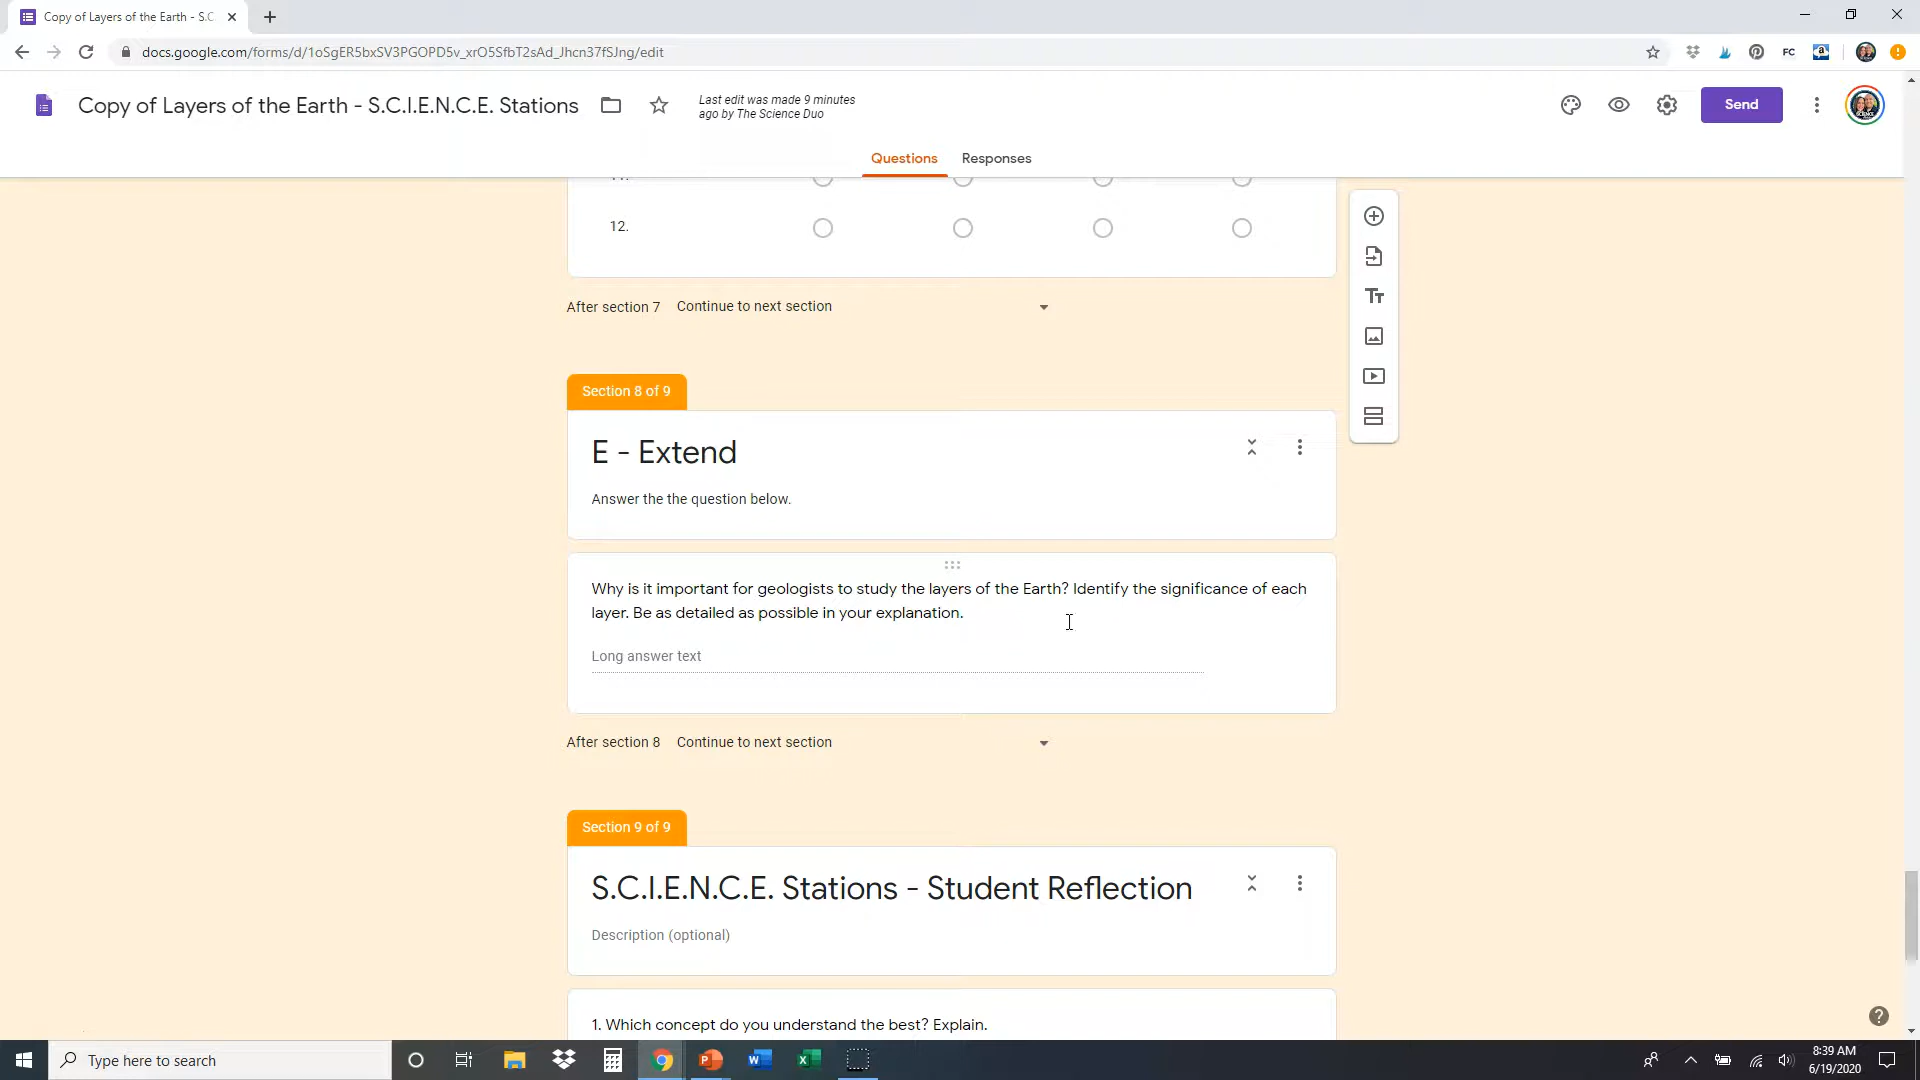 Copy of Layers of the Earth - S.C
docs.google.com/forms/d/1oSgER5bxSV3PGOPD5v_xrO5SfbT2sAd_Jhcn37fSJng/edit
FC
a
Copy of Layers of the Earth - S.C.I.E.N.C.E. Stations
Last edit was made 9 minutes
ago by The Science Duo
Send
Questions
Responses
12.
After section 7 Continue to next section
Section 8 of 9
E - Extend
Answer the the question below.
Why is it important for geologists to study the layers of the Earth? Identify the significance of each
layer. Be as detailed as possible in your explanation.
Long answer text
After section 8 Continue to next section
Section 9 of 9
S.C.I.E.N.C.E. Stations - Student Reflection
Description (optional)
1. Which concept do you understand the best? Explain.
Type here to search
8:39 AM
6/19/2020